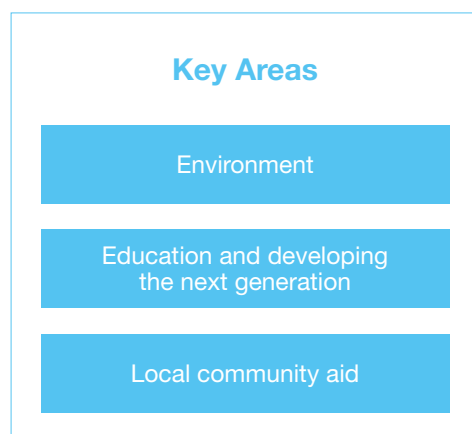 Key Areas
Environment
Education and developing
the next generation
Local community aid